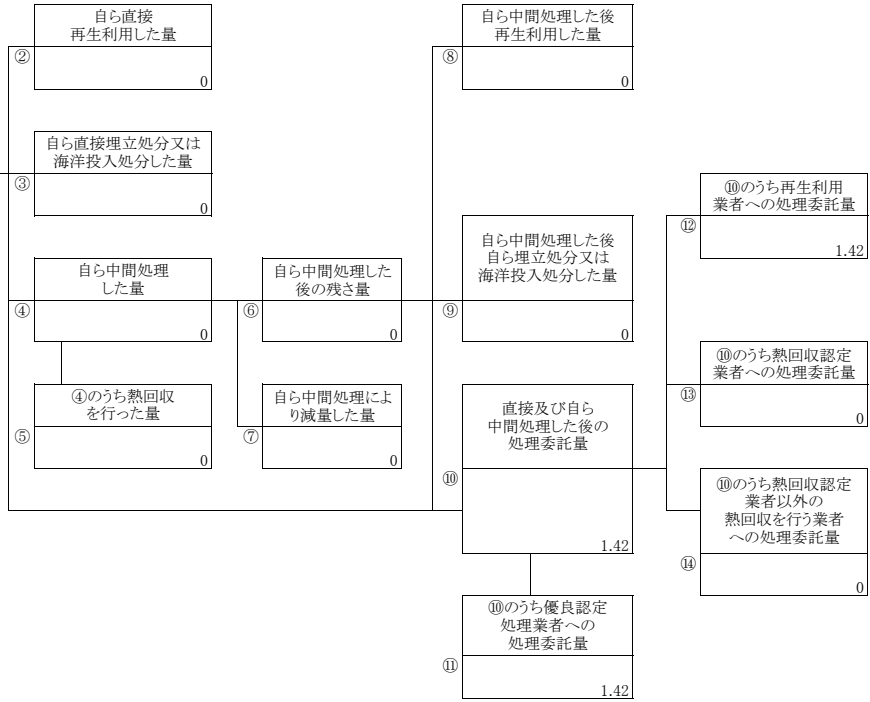 自ら直接
再生利用した量
②
0
自ら直接埋立処分又は
海洋投入処分した量
③
0
自ら中間処理
した量
④
0
④のうち熱回収
を行った量
⑤
0
自ら中間処理した
後の残さ量
⑥
0
自ら中間処理によ
り減量した量
⑦
0
自ら中間処理した後
再生利用した量
⑧
0
自ら中間処理した後
自ら埋立処分又は
海洋投入処分した量
⑨
0
直接及び自ら
中間処理した後の
処理委託量
⑩
1.42
⑩のうち優良認定
処理業者への
処理委託量
⑪
1.42
⑩のうち再生利用
業者への処理委託量
⑫
1.42
⑩のうち熱回収認定
業者への処理委託量
⑬
0
⑩のうち熱回収認定
業者以外の
熱回収を行う業者
への処理委託量
⑭
0